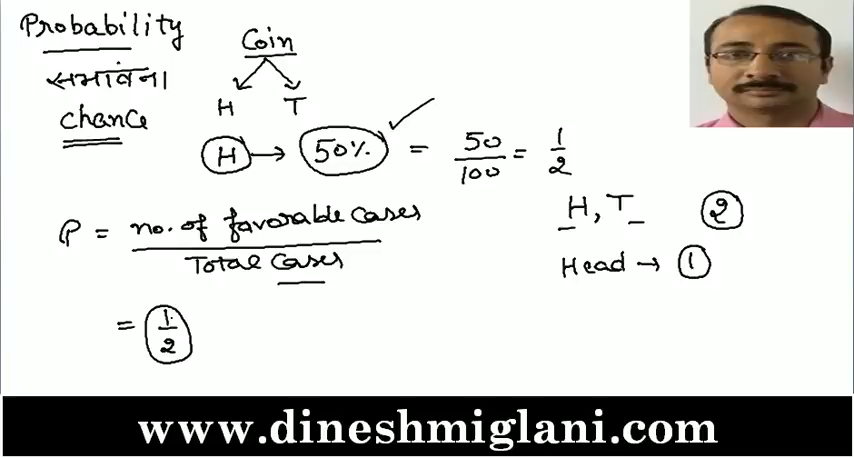 Probability
समांवना
chance
Coin
H T
H → 50% = 50/100 = 1/2
P = no. of favorable cases / Total cases
= 1/2
H, T 2
Head → 1
www.dineshmiglani.com